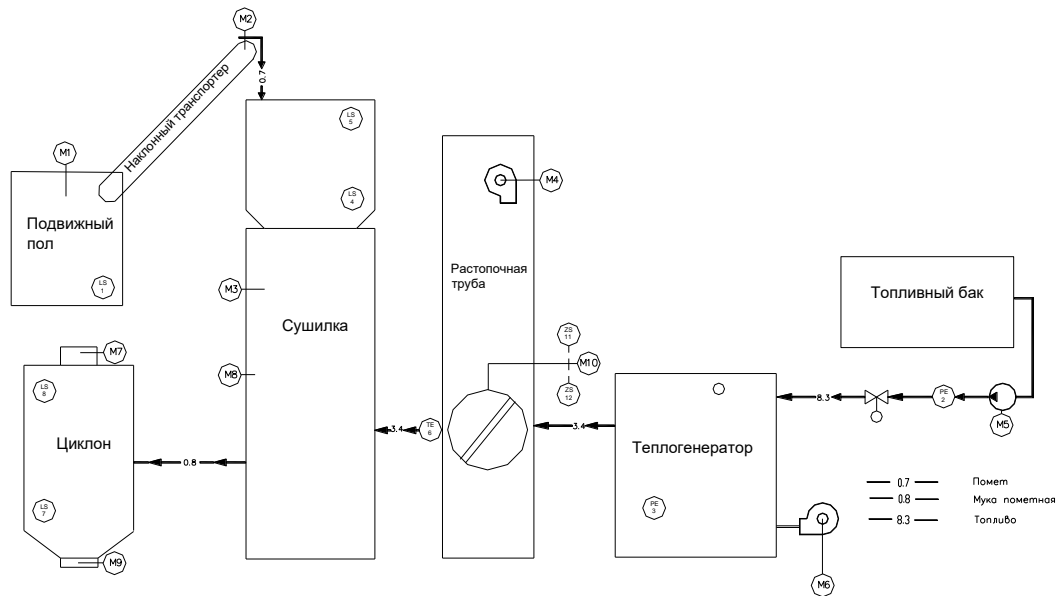 M2
0.7
Наклонный транспортер
M1
Подвижный
пол
LS
1
LS
5
LS
4
M4
M3
Растопочная
труба
Сушилка
Топливный бак
ZS
11
M10
ZS
12
M7
M8
LS
8
8.3
PE
2
M5
3.4
TE
6
3.4
Циклон
0.8
Теплогенератор
LS
7
PE
3
M9
M6
0.7 Помет
0.8 Мука пометная
8.3 Топливо